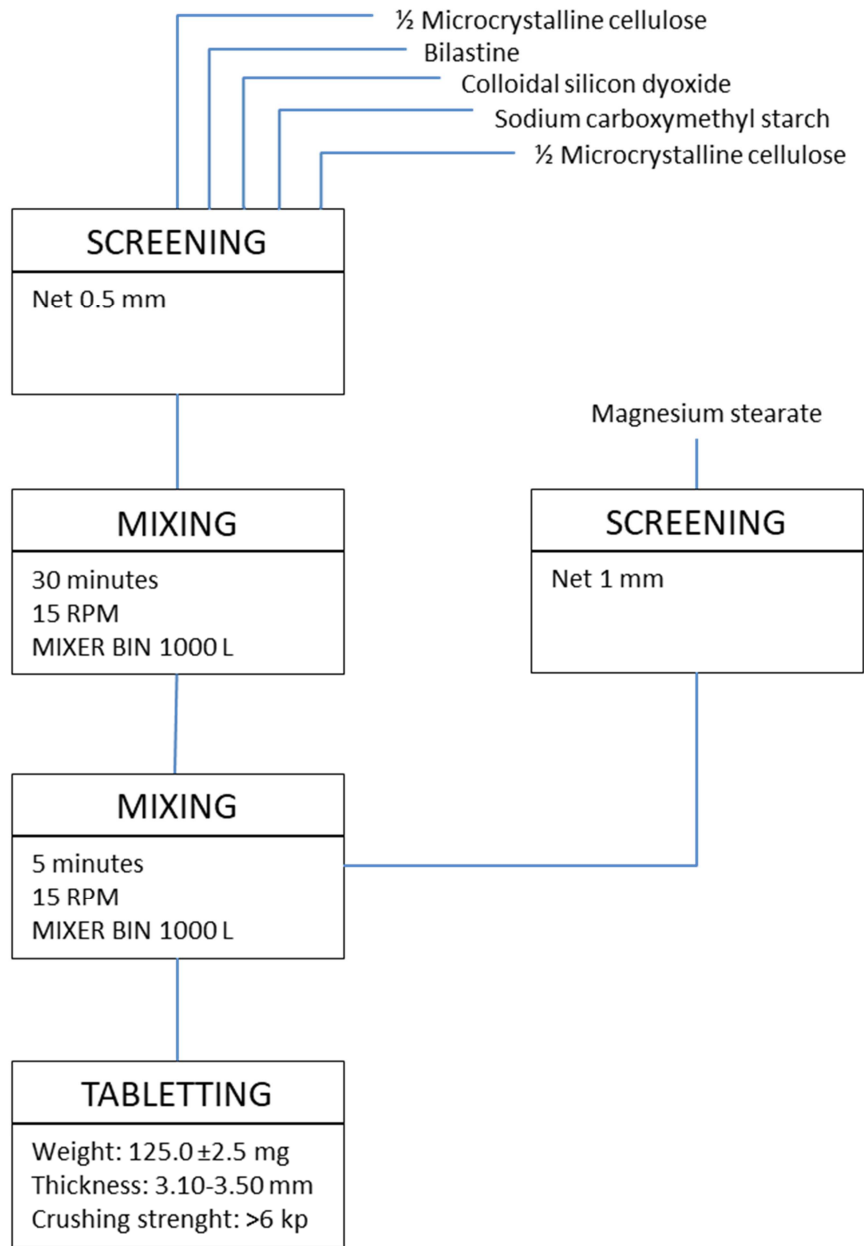 ½ Microcrystalline cellulose
Bilastine
Colloidal silicon dyoxide
Sodium carboxymethyl starch
½ Microcrystalline cellulose
SCREENING
Net 0.5 mm
Magnesium stearate
MIXING
30 minutes
15 RPM
MIXER BIN 1000 L
SCREENING
Net 1 mm
MIXING
5 minutes
15 RPM
MIXER BIN 1000 L
TABLETTING
Weight: 125.0 ±2.5 mg
Thickness: 3.10-3.50 mm
Crushing strenght: >6 kp